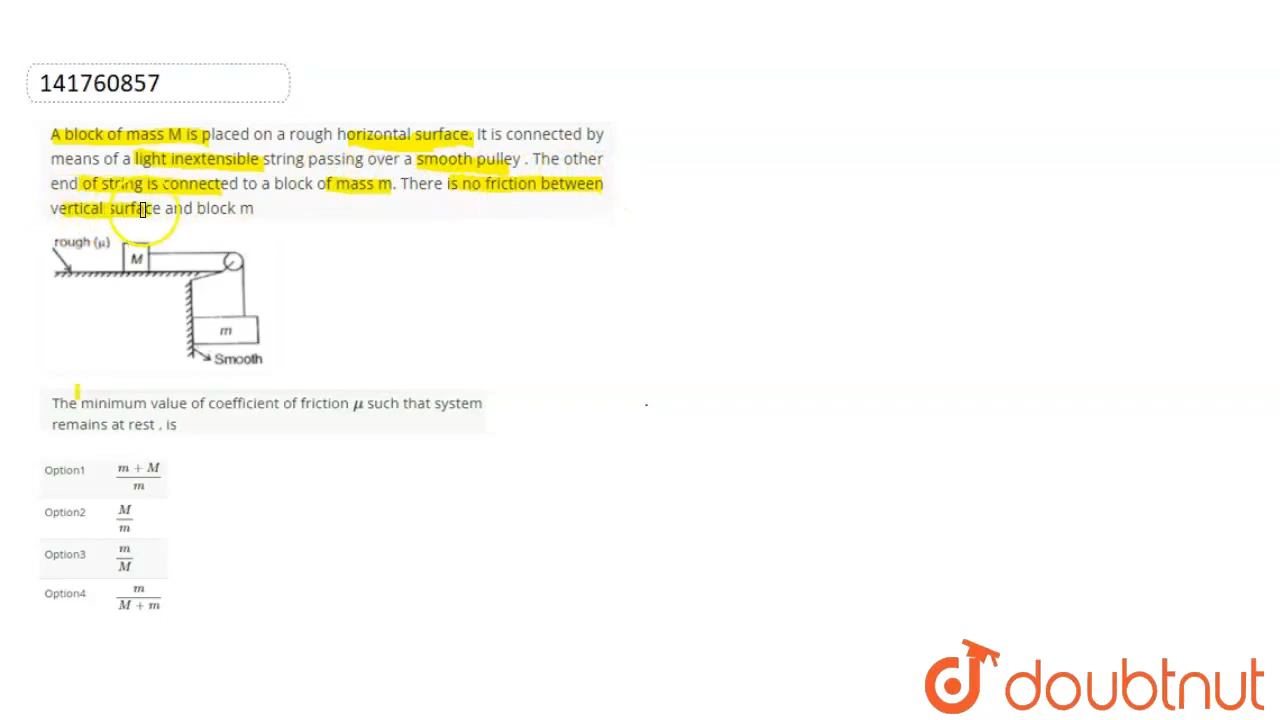 141760857
A block of mass M is placed on a rough horizontal surface. It is connected by
means of a light inextensible string passing over a smooth pulley . The other
end of string is connected to a block of mass m. There is no friction between
vertical surface and block m
rough (μ)
M
m
Smooth
The minimum value of coefficient of friction μ such that system
remains at rest , is
Option1 m + M / m
Option2 M / m
Option3 m / M
Option4 m / M + m
doubtnut